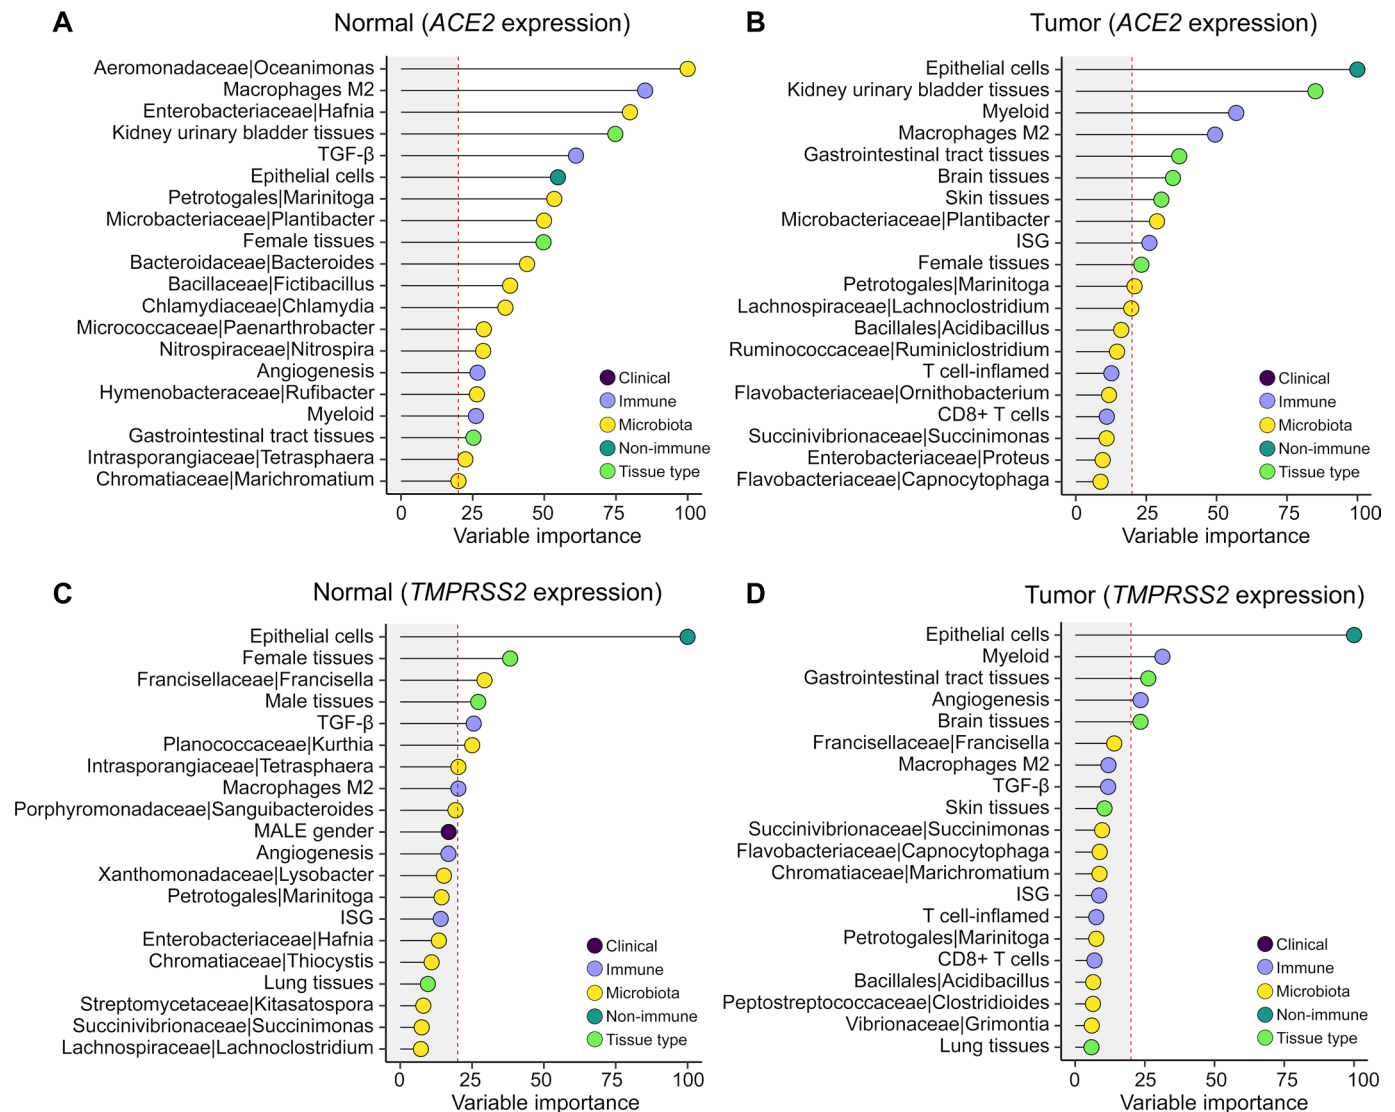 A
Normal (ACE2 expression)
Aeromonadaceae|Oceanimonas
Macrophages M2
Enterobacteriaceae|Hafnia
Kidney urinary bladder tissues
TGF-β
Epithelial cells
Petrotogales|Marinitoga
Microbacteriaceae|Plantibacter
Female tissues
Bacteroidaceae|Bacteroides
Bacillaceae|Fictibacillus
Chlamydiaceae|Chlamydia
Micrococcaceae|Paenarthrobacter
Nitrospiraceae|Nitrospira
Angiogenesis
Hymenobacteraceae|Rufibacter
Myeloid
Gastrointestinal tract tissues
Intrasporangiaceae|Tetrasphaera
Chromatiaceae|Marichromatium
Clinical
Immune
Microbiota
Non-immune
Tissue type
0 25 50 75 100
Variable importance
B
Tumor (ACE2 expression)
Epithelial cells
Kidney urinary bladder tissues
Myeloid
Macrophages M2
Gastrointestinal tract tissues
Brain tissues
Skin tissues
Microbacteriaceae|Plantibacter
ISG
Female tissues
Petrotogales|Marinitoga
Lachnospiraceae|Lachnoclostridium
Bacillales|Acidibacillus
Ruminococcaceae|Ruminiclostridium
T cell-inflamed
Flavobacteriaceae|Ornithobacterium
CD8+ T cells
Succinivibrionaceae|Succinimonas
Enterobacteriaceae|Proteus
Flavobacteriaceae|Capnocytophaga
Clinical
Immune
Microbiota
Non-immune
Tissue type
0 25 50 75 100
Variable importance
C
Normal (TMPRSS2 expression)
Epithelial cells
Female tissues
Francisellaceae|Francisella
Male tissues
TGF-β
Planococcaceae|Kurthia
Intrasporangiaceae|Tetrasphaera
Macrophages M2
Porphyromonadaceae|Sanguibacteroides
MALE gender
Angiogenesis
Xanthomonadaceae|Lysobacter
Petrotogales|Marinitoga
ISG
Enterobacteriaceae|Hafnia
Chromatiaceae|Thiocystis
Lung tissues
Streptomycetaceae|Kitasatospora
Succinivibrionaceae|Succinimonas
Lachnospiraceae|Lachnoclostridium
Clinical
Immune
Microbiota
Non-immune
Tissue type
0 25 50 75 100
Variable importance
D
Tumor (TMPRSS2 expression)
Epithelial cells
Myeloid
Gastrointestinal tract tissues
Angiogenesis
Brain tissues
Francisellaceae|Francisella
Macrophages M2
TGF-β
Skin tissues
Succinivibrionaceae|Succinimonas
Flavobacteriaceae|Capnocytophaga
Chromatiaceae|Marichromatium
ISG
T cell-inflamed
Petrotogales|Marinitoga
CD8+ T cells
Bacillales|Acidibacillus
Peptostreptococcaceae|Clostridioides
Vibrionaceae|Grimontia
Lung tissues
Clinical
Immune
Microbiota
Non-immune
Tissue type
0 25 50 75 100
Variable importance